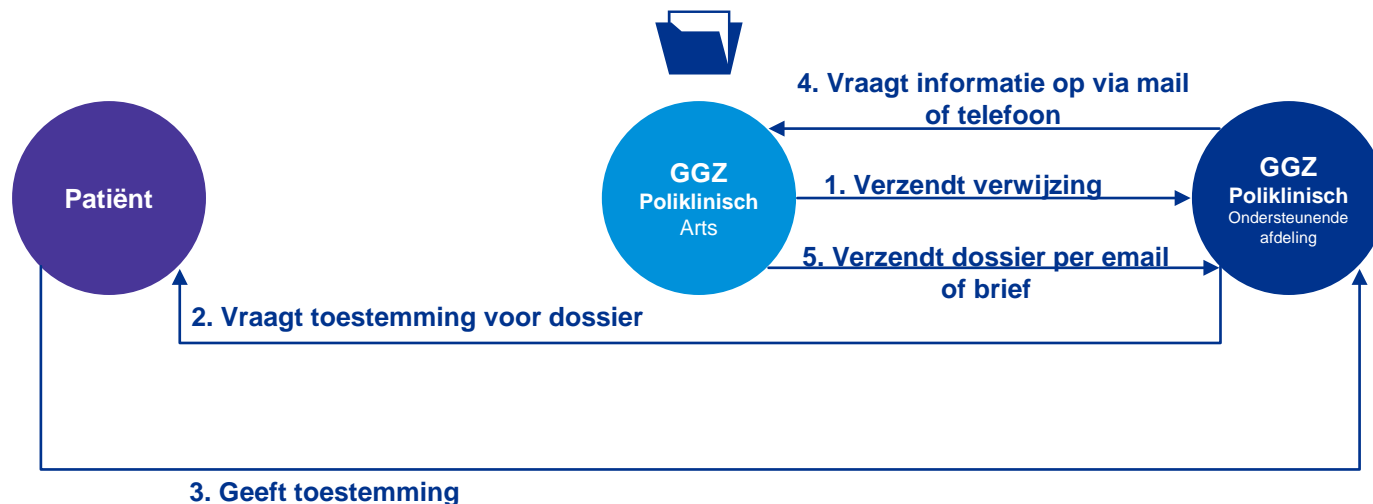 4. Vraagt informatie op via mail
of telefoon
Patiënt
GGZ
Poliklinisch
Arts
1. Verzendt verwijzing
GGZ
Poliklinisch
Ondersteunende
afdeling
5. Verzendt dossier per email
of brief
2. Vraagt toestemming voor dossier
3. Geeft toestemming